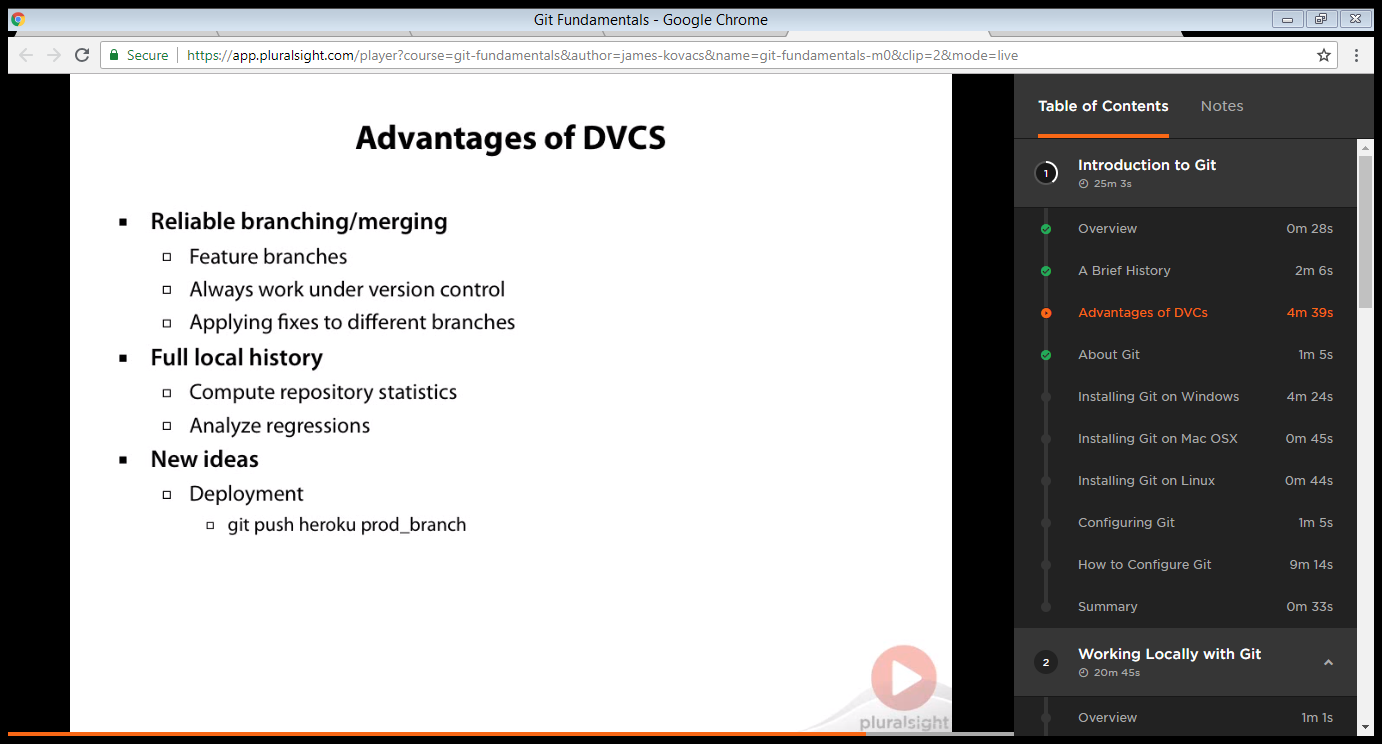 Git Fundamentals - Google Chrome
Secure https://app.pluralsight.com/player?course=git-fundamentals&author=james-kovacs&name=git-fundamentals-m0&clip=2&mode=live
Advantages of DVCS
Reliable branching/merging
Feature branches
Always work under version control
Applying fixes to different branches
Full local history
Compute repository statistics
Analyze regressions
New ideas
Deployment
git push heroku prod_branch
pluralsight
Table of Contents Notes
1 Introduction to Git
25m 3s
Overview 0m 28s
A Brief History 2m 6s
Advantages of DVCs 4m 39s
About Git 1m 5s
Installing Git on Windows 4m 24s
Installing Git on Mac OSX 0m 45s
Installing Git on Linux 0m 44s
Configuring Git 1m 5s
How to Configure Git 9m 14s
Summary 0m 33s
2 Working Locally with Git
20m 45s
Overview 1m 1s